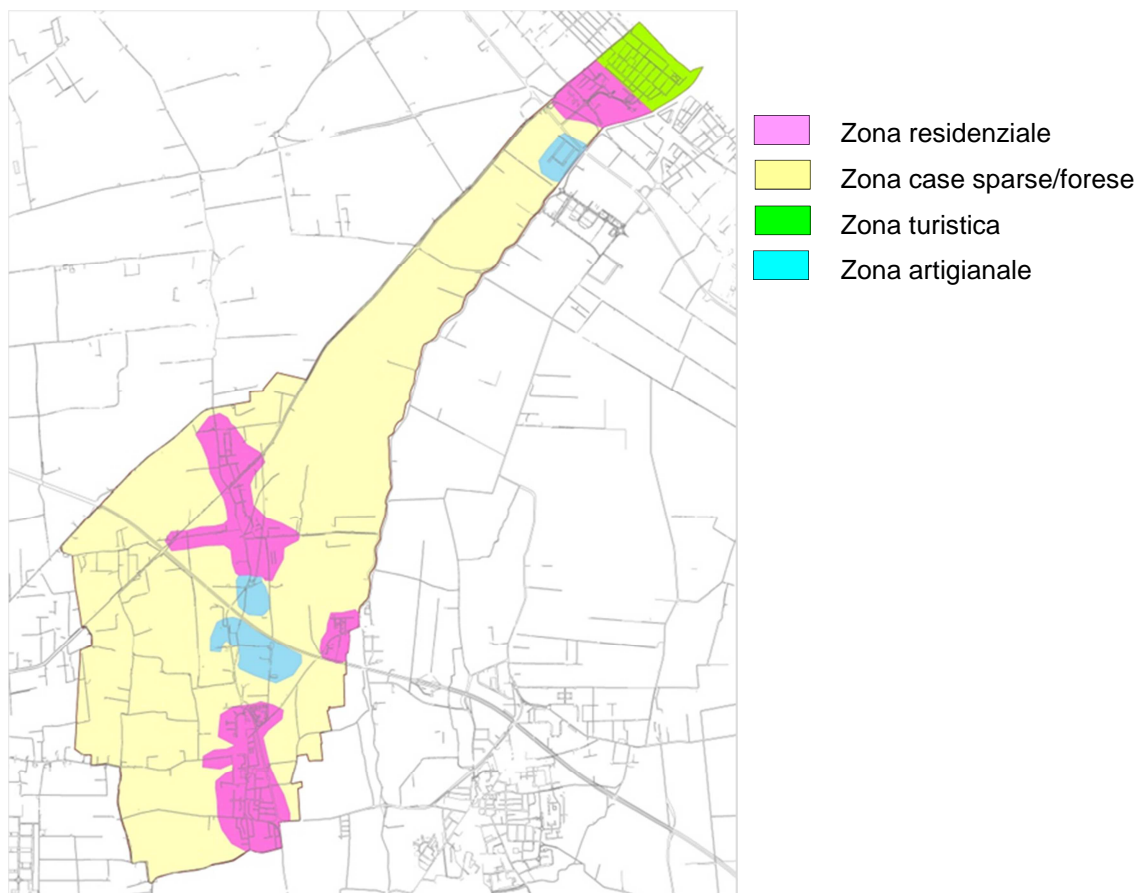 Zona residenziale
Zona case sparse/forese
Zona turistica
Zona artigianale